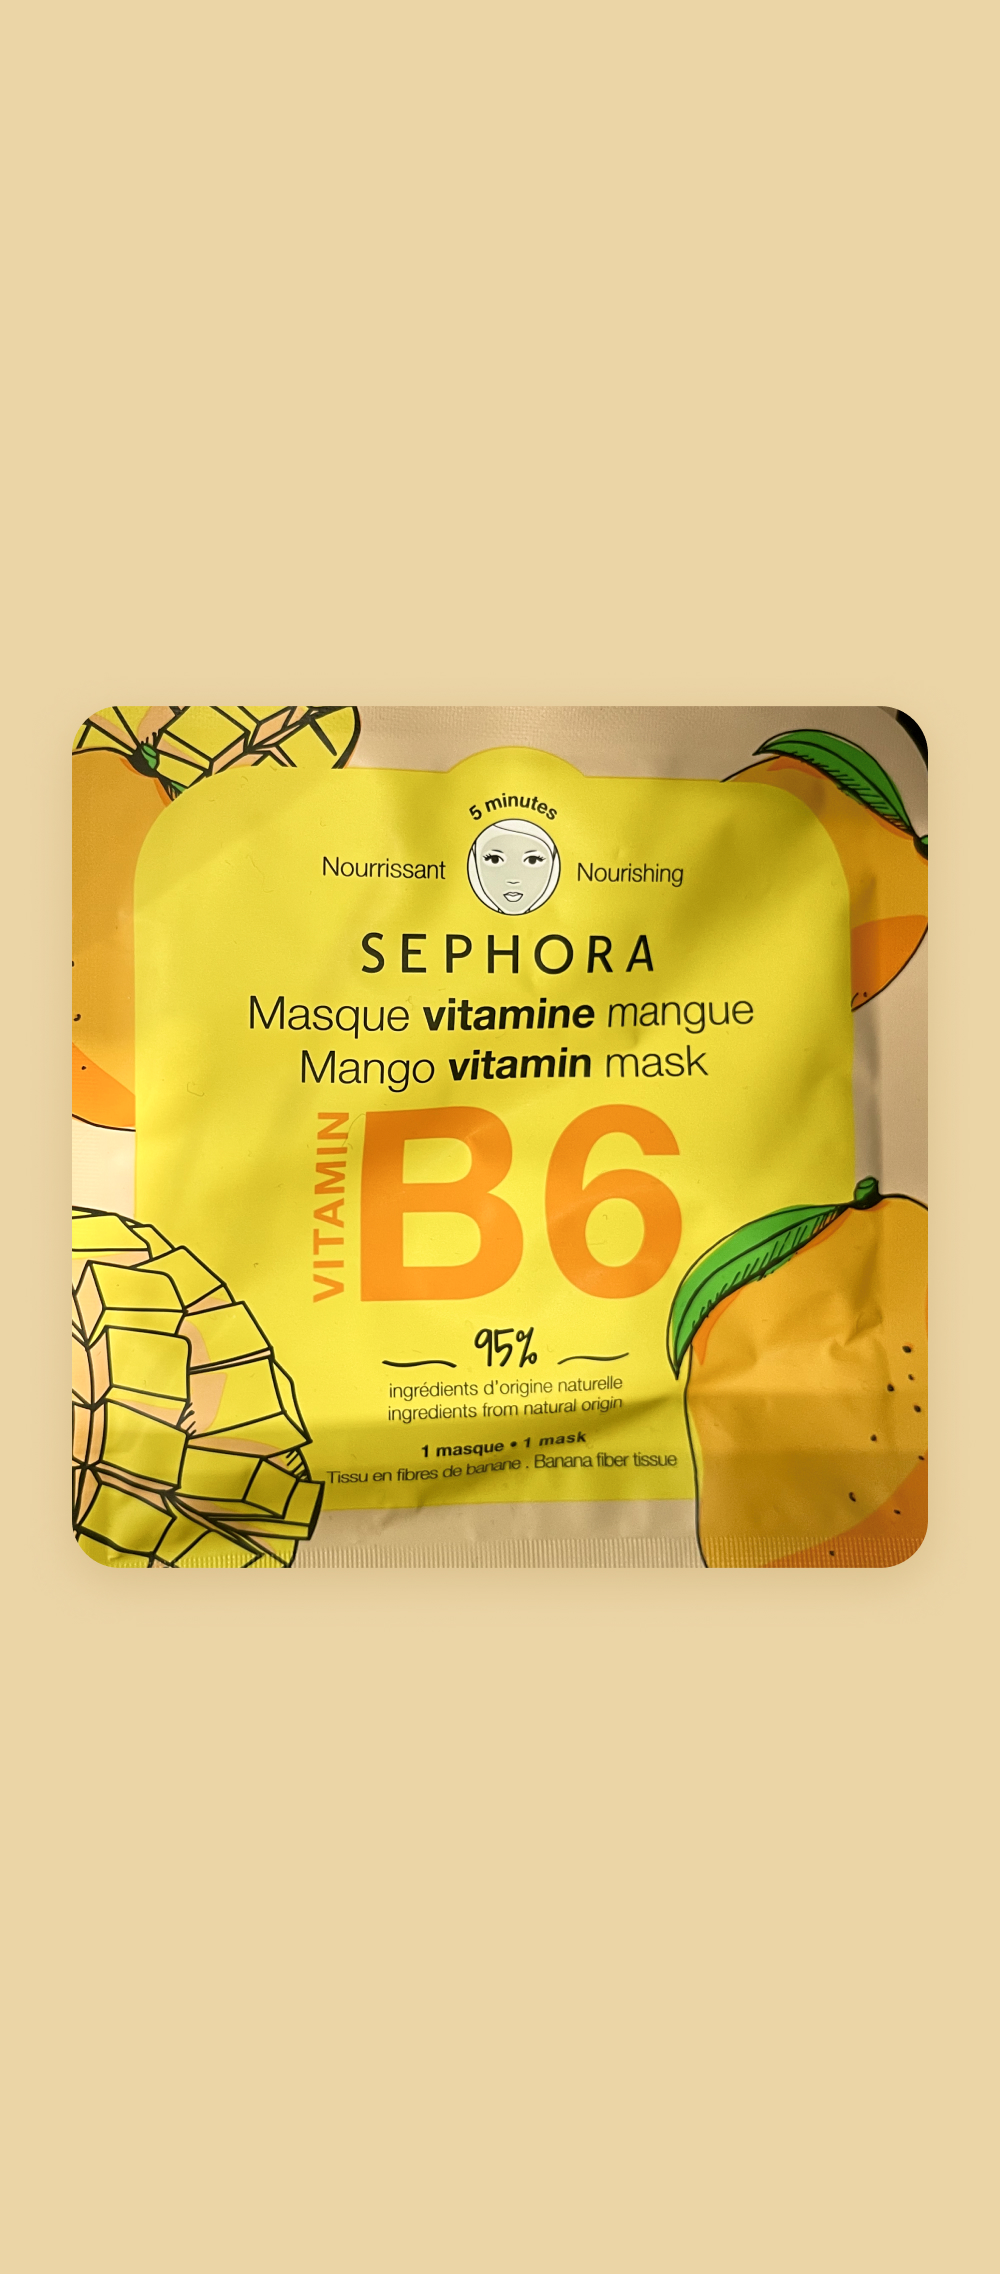 5 minutes
Nourrissant Nourishing
SEPHORA
Masque vitamine mangue
Mango vitamin mask
VITAMIN B6
95%
ingrédients d'origine naturelle
ingredients from natural origin
1 masque • 1 mask
Tissu en fibres de banane . Banana fiber tissue